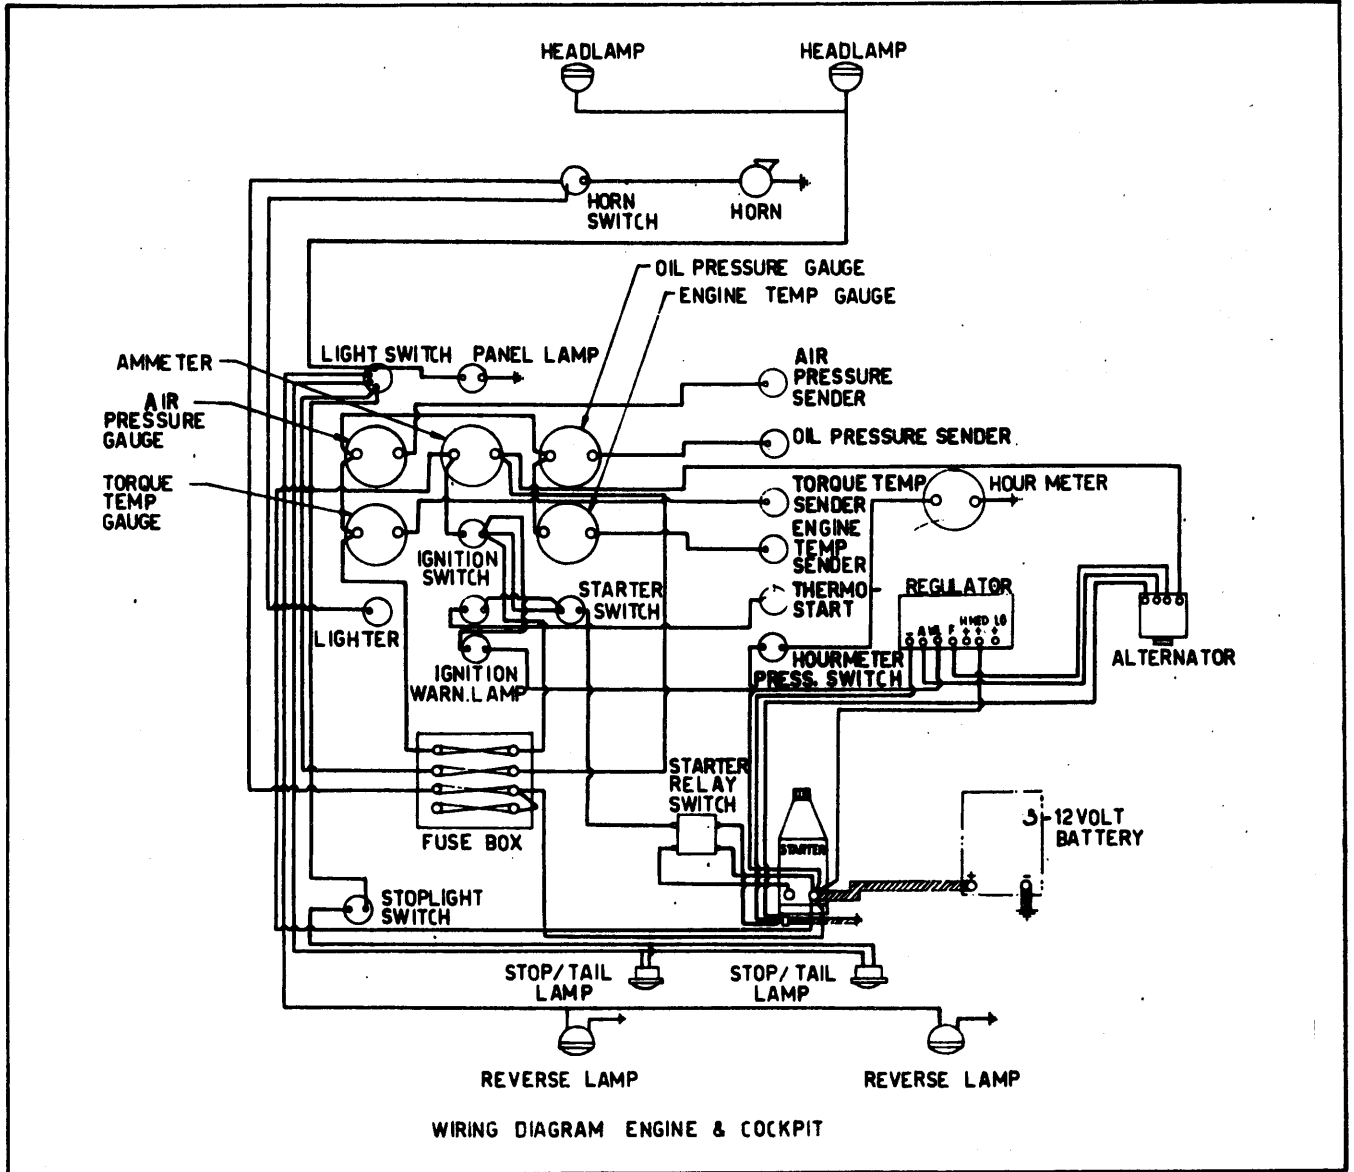 HEADLAMP
HEADLAMP
HORN
SWITCH
HORN
OIL PRESSURE GAUGE
ENGINE TEMP GAUGE
LIGHT SWITCH
PANEL LAMP
AMMETER
AIR
PRESSURE
SENDER
AIR
PRESSURE
GAUGE
OIL PRESSURE SENDER
TORQUE
TEMP
GAUGE
TORQUE TEMP
SENDER
HOUR METER
ENGINE
TEMP
SENDER
IGNITION
SWITCH
STARTER
SWITCH
THERMO-
START
REGULATOR
- A WL F H MED LO
+ + +
LIGHTER
ALTERNATOR
HOURMETER
PRESS. SWITCH
IGNITION
WARN. LAMP
STARTER
RELAY
SWITCH
STARTER
12 VOLT
BATTERY
+ -
FUSE BOX
STOPLIGHT
SWITCH
STOP/TAIL
LAMP
STOP/TAIL
LAMP
REVERSE LAMP
REVERSE LAMP
WIRING DIAGRAM ENGINE & COCKPIT